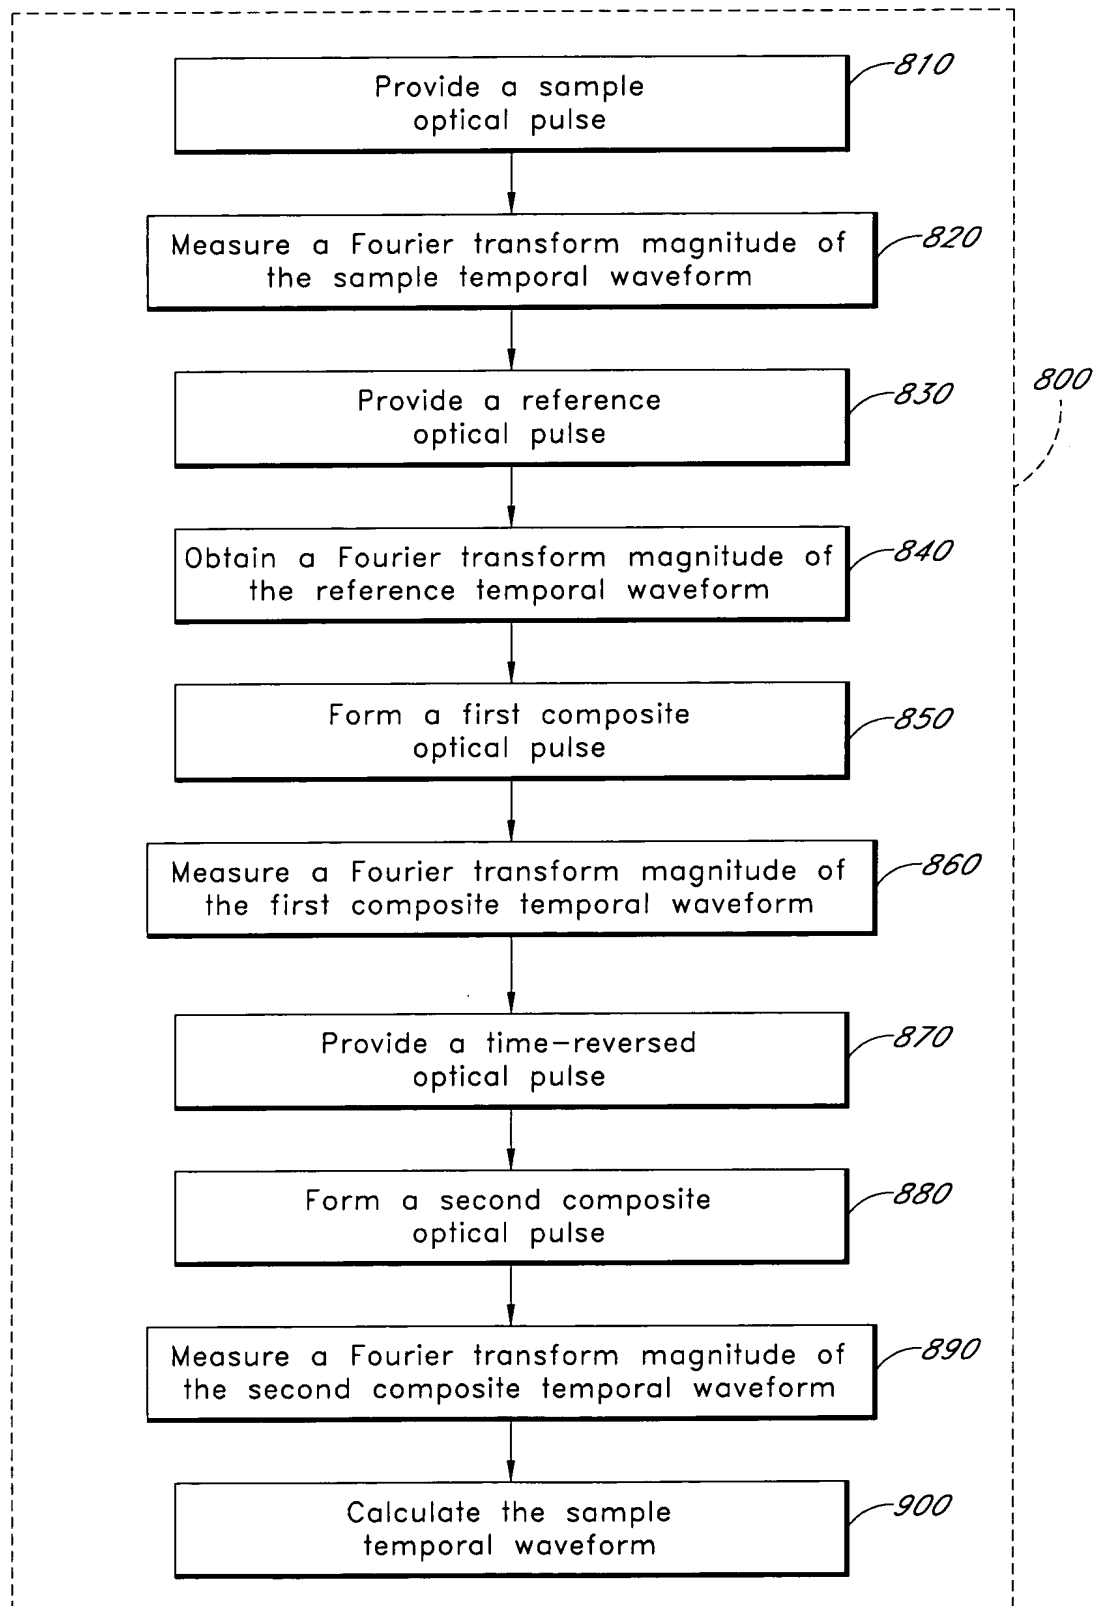 Provide a sample
optical pulse
810
Measure a Fourier transform magnitude of
the sample temporal waveform
820
Provide a reference
optical pulse
830
800
Obtain a Fourier transform magnitude of
the reference temporal waveform
840
Form a first composite
optical pulse
850
Measure a Fourier transform magnitude of
the first composite temporal waveform
860
Provide a time-reversed
optical pulse
870
Form a second composite
optical pulse
880
Measure a Fourier transform magnitude of
the second composite temporal waveform
890
Calculate the sample
temporal waveform
900